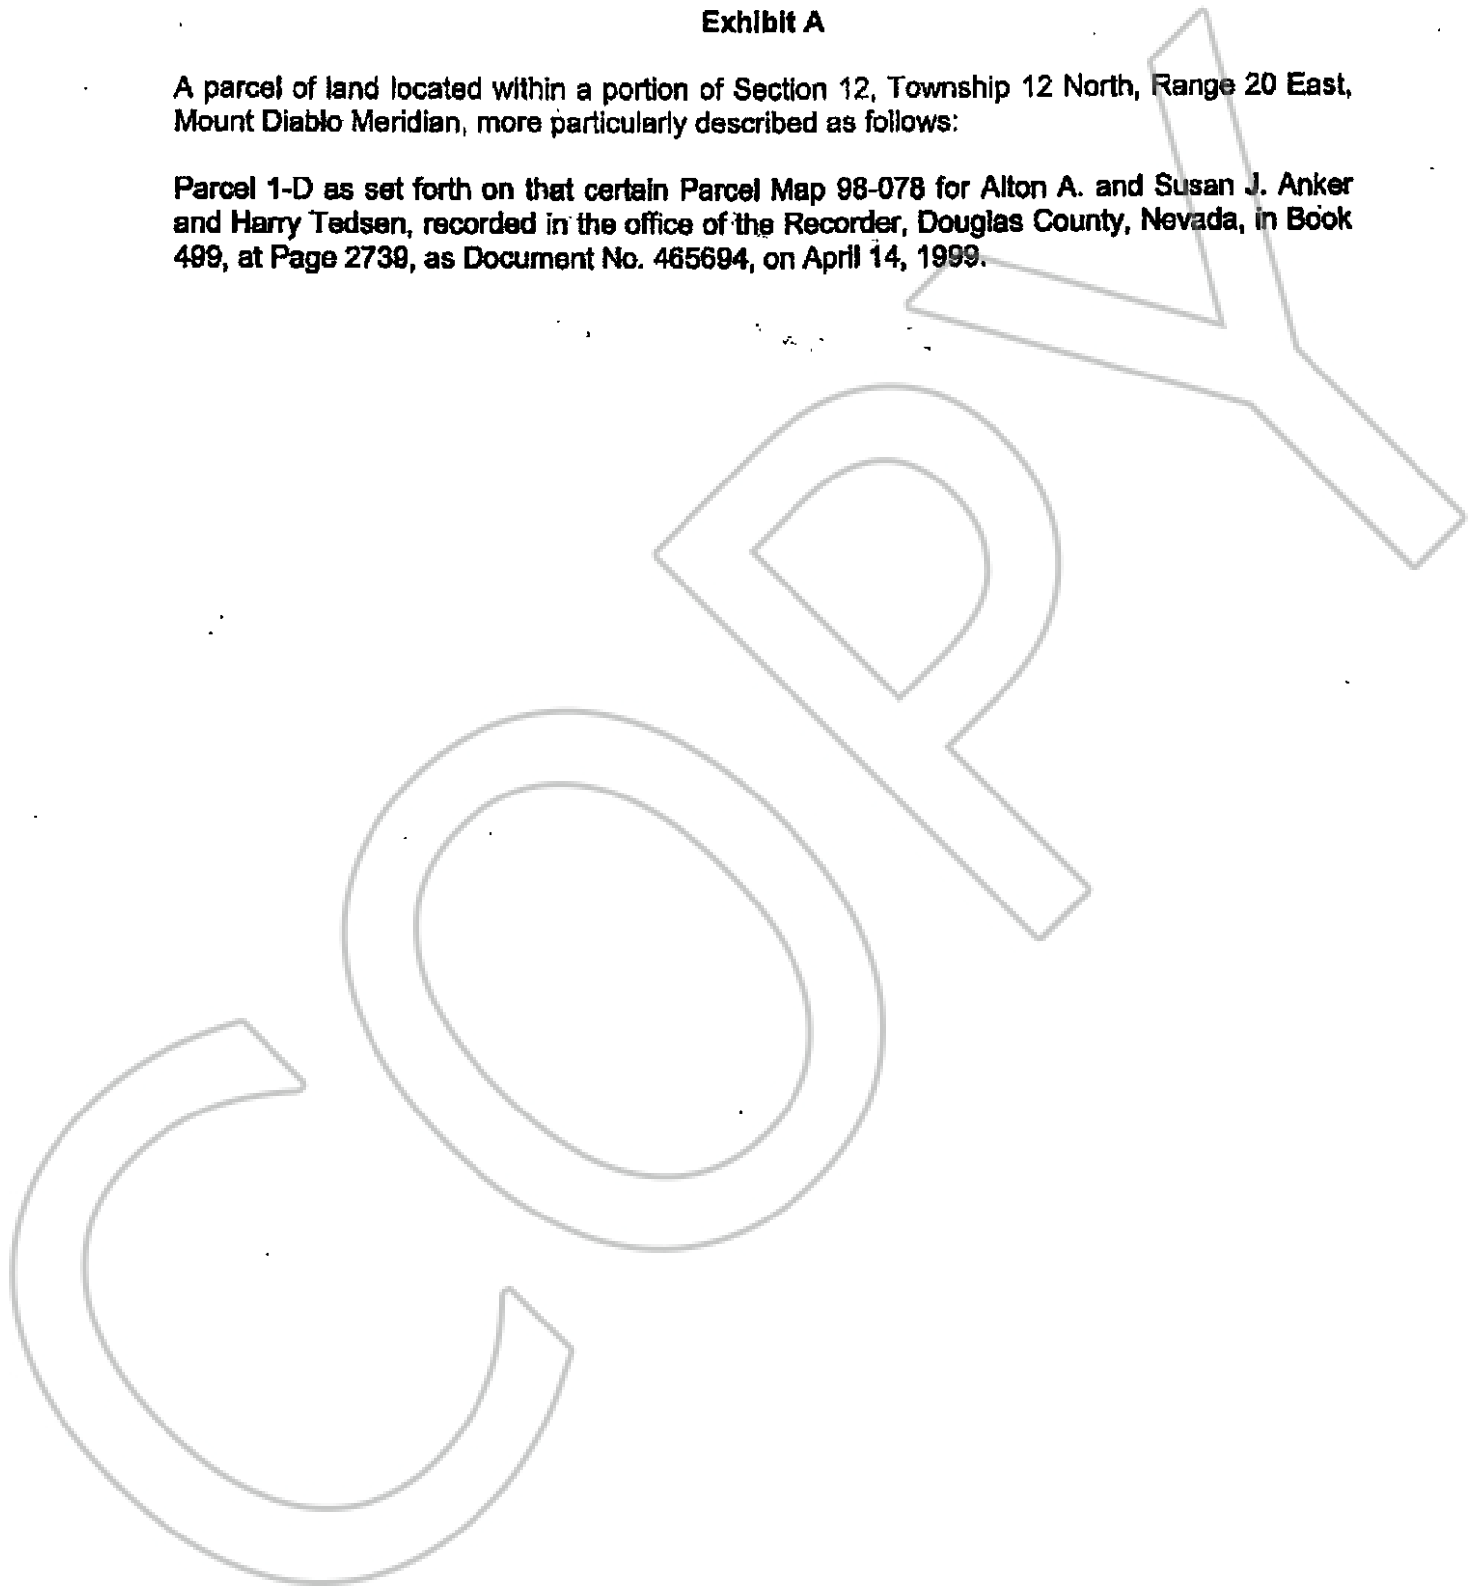 Exhibit A
A parcel of land located within a portion of Section 12, Township 12 North, Range 20 East,
Mount Diablo Meridian, more particularly described as follows:
Parcel 1-D as set forth on that certain Parcel Map 98-078 for Alton A. and Susan J. Anker
and Harry Tedsen, recorded in the office of the Recorder, Douglas County, Nevada, in Book
499, at Page 2739, as Document No. 465694, on April 14, 1999.
COPY